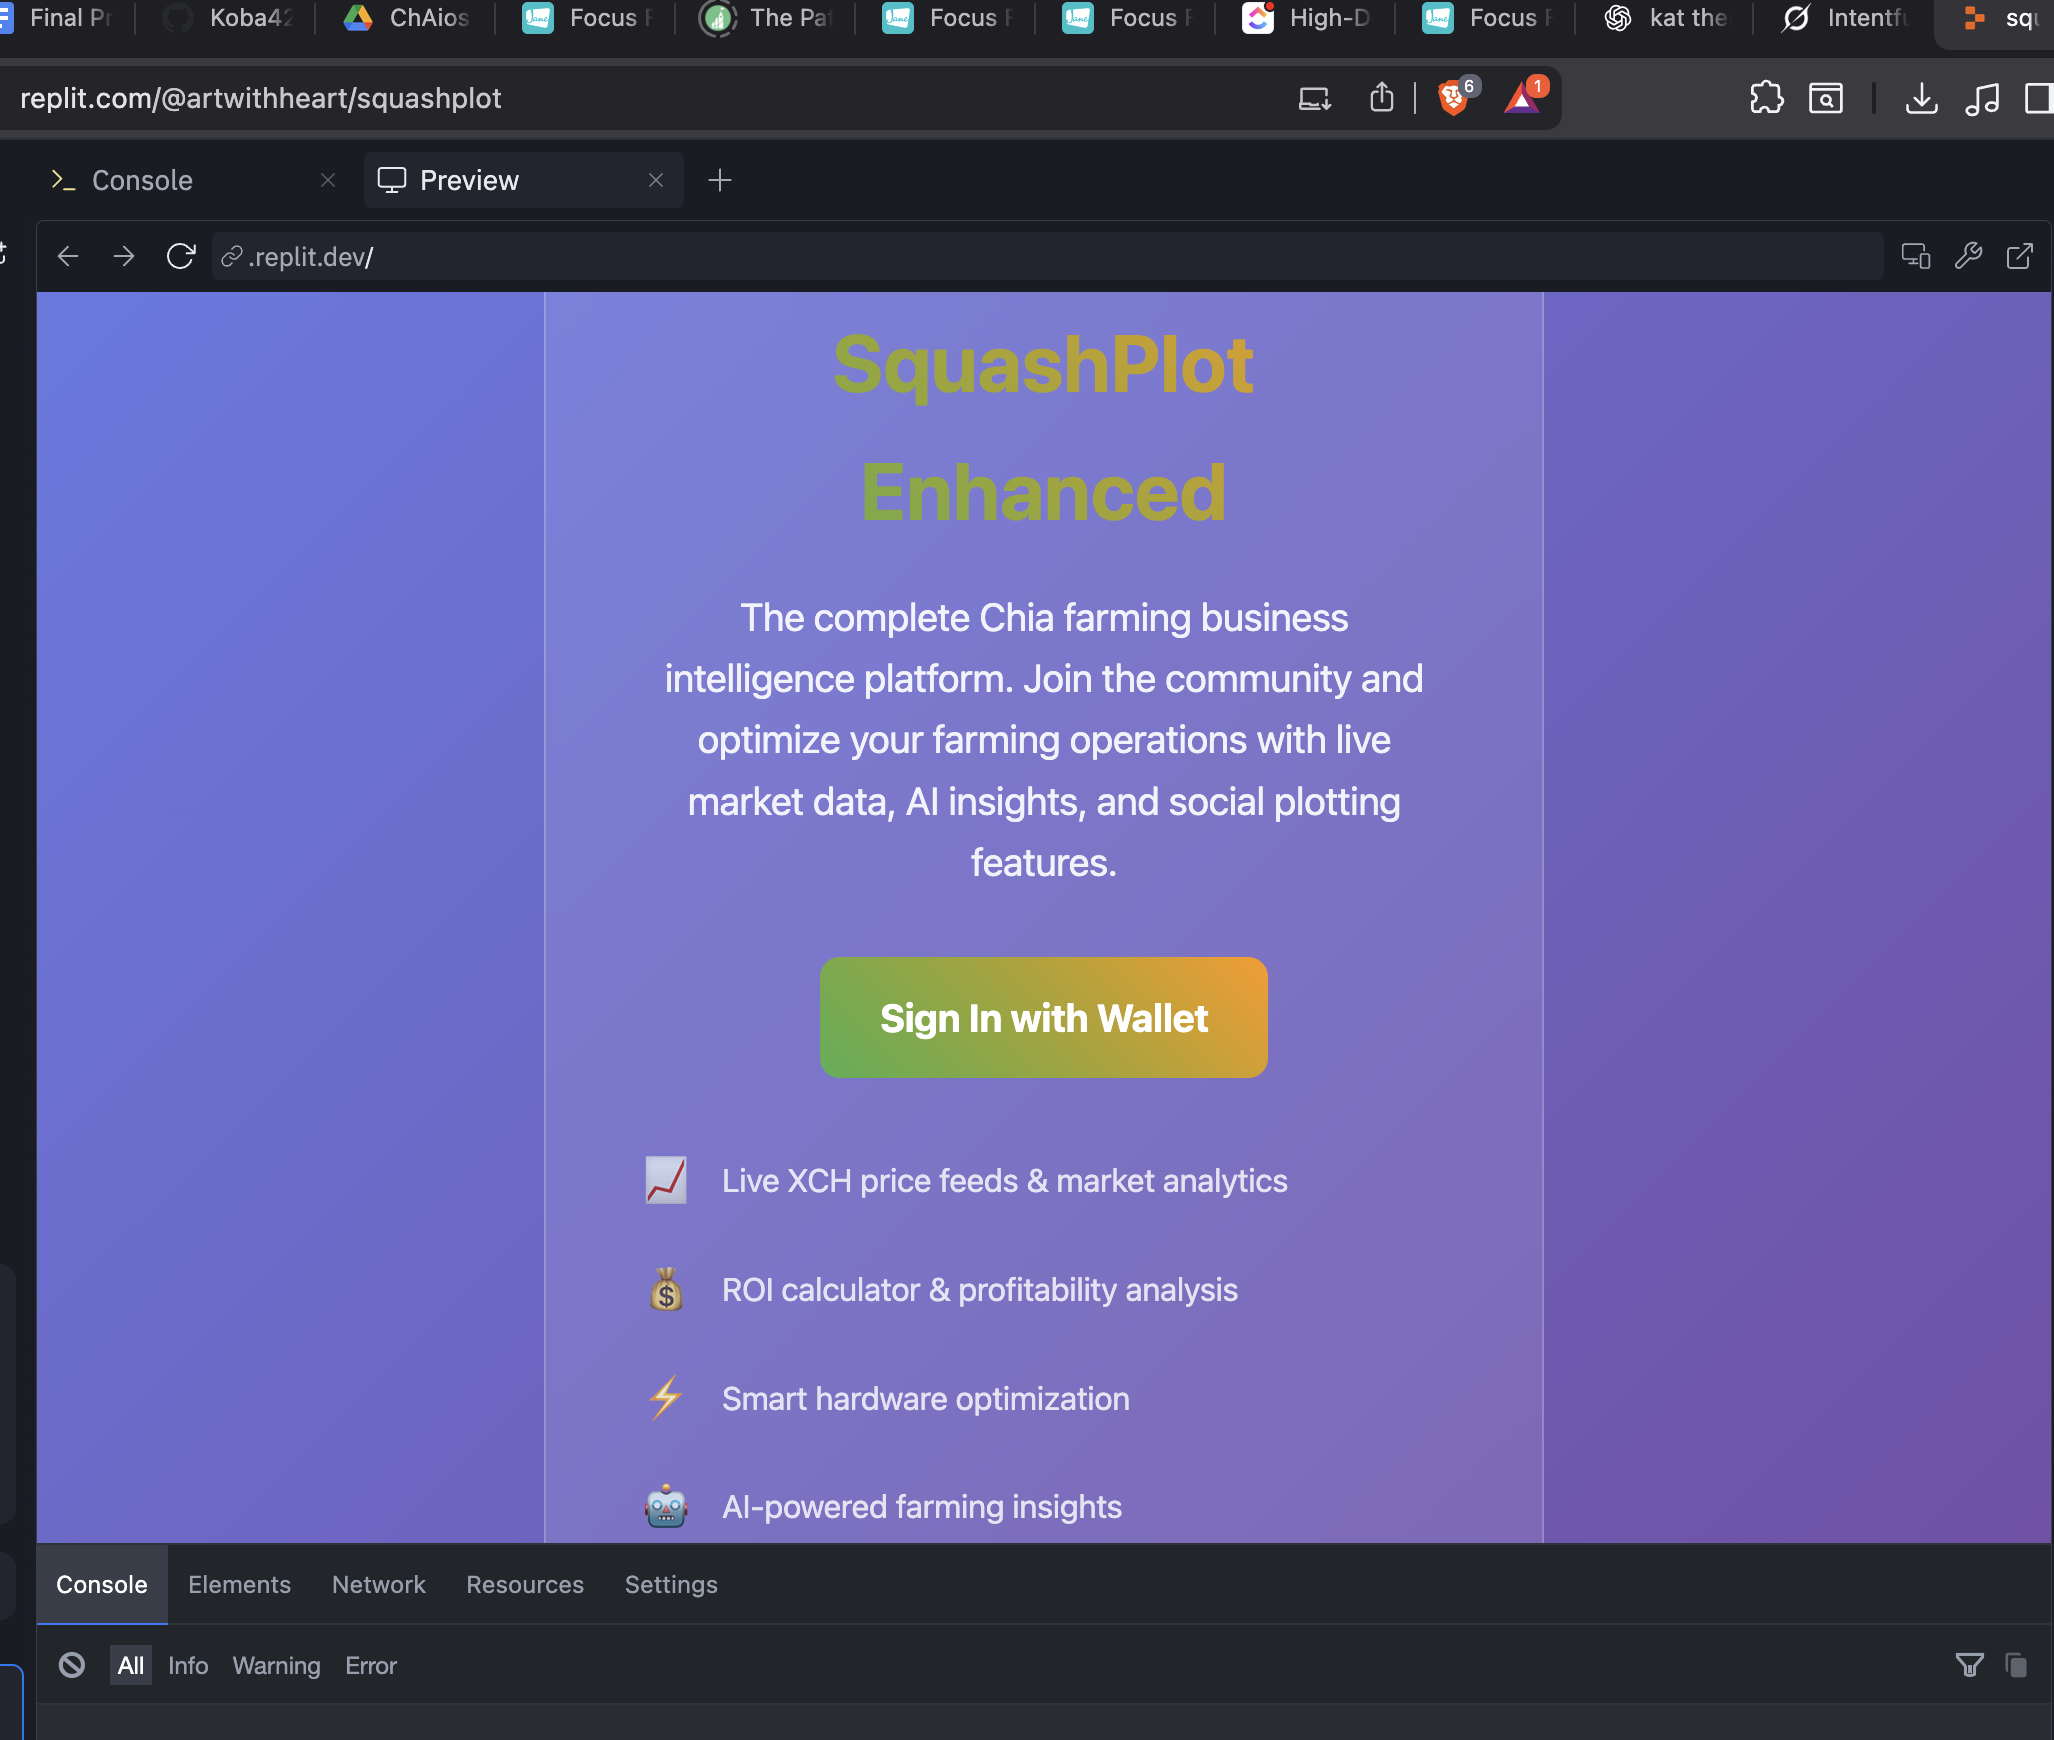 Final Pr
Koba42
ChAios
Focus F
The Pat
Focus F
Focus F
High-D
Focus F
kat the
Intentfu
squ
replit.com/@artwithheart/squashplot
6
1
Console
Preview
.replit.dev/
SquashPlot
Enhanced
The complete Chia farming business
intelligence platform. Join the community and
optimize your farming operations with live
market data, AI insights, and social plotting
features.
Sign In with Wallet
Live XCH price feeds & market analytics
ROI calculator & profitability analysis
Smart hardware optimization
AI-powered farming insights
Console
Elements
Network
Resources
Settings
All
Info
Warning
Error